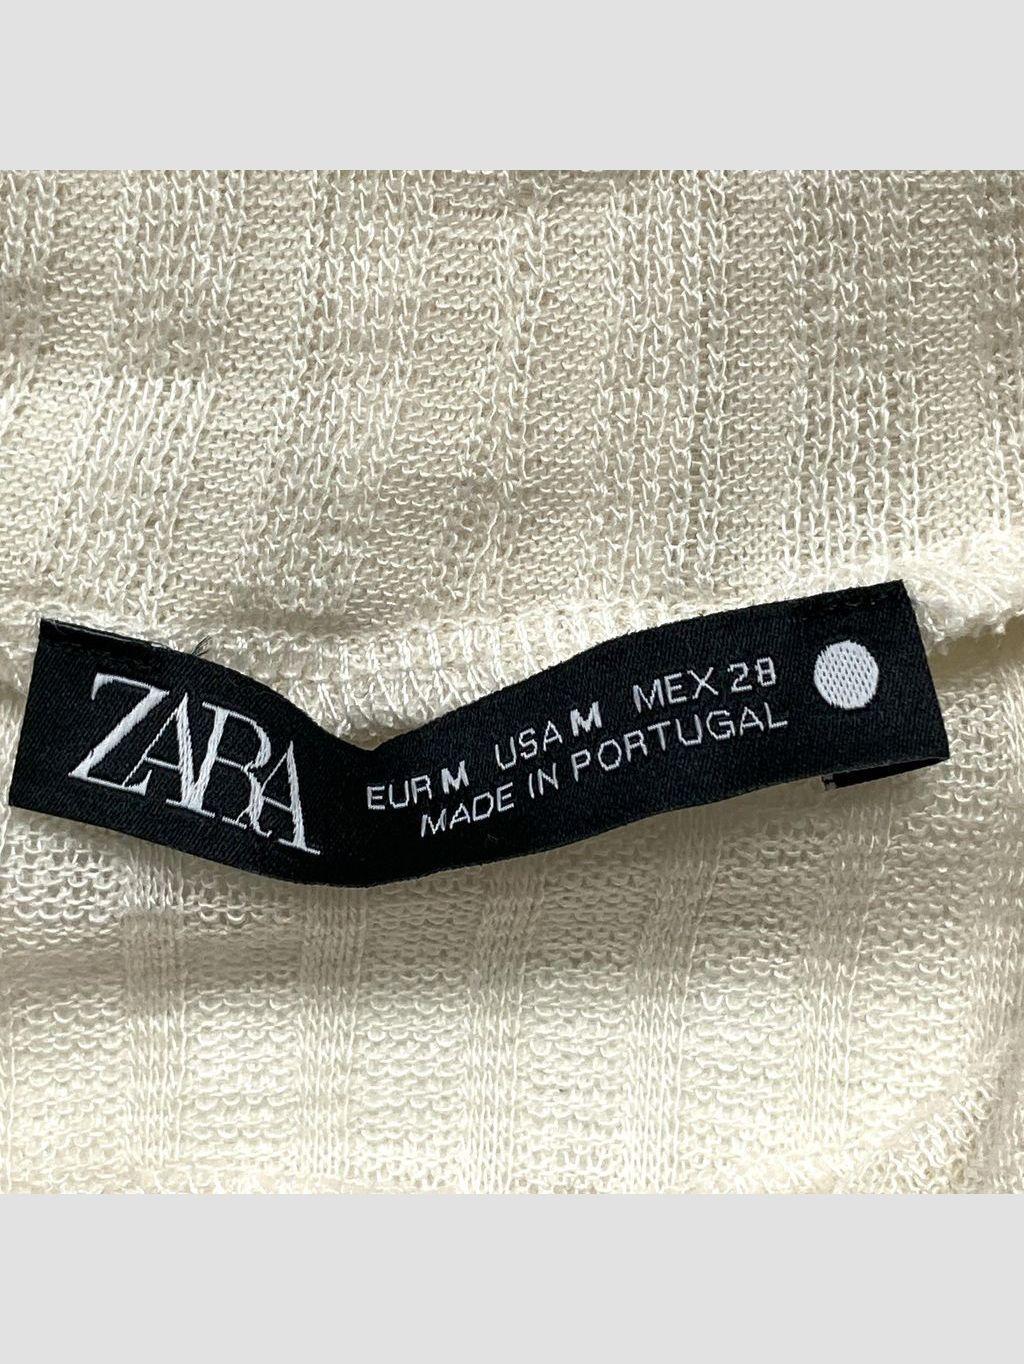 ZARA
EUR M USA M MEX 28
MADE IN PORTUGAL